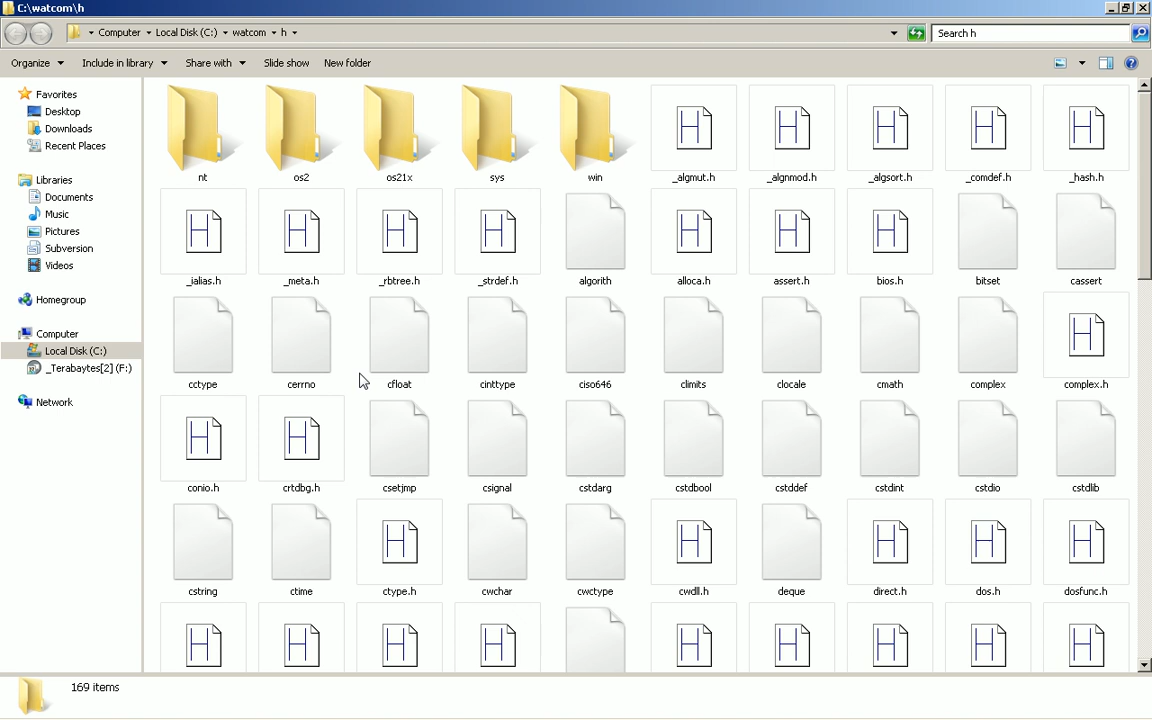 C:\watcom\h
Computer Local Disk (C:) watcom h
Search h
Organize Include in library Share with Slide show New folder
Favorites
Desktop
Downloads
Recent Places
Libraries
Documents
Music
Pictures
Subversion
Videos
Homegroup
Computer
Local Disk (C:)
_Terabytes[2] (F:)
Network
nt os2 os21x sys win _algmut.h _algnmod.h _algsort.h _comdef.h _hash.h
_ialias.h _meta.h _rbtree.h _strdef.h algorith alloca.h assert.h bios.h bitset cassert
cctype cerrno cfloat cinttype ciso646 climits clocale cmath complex complex.h
conio.h crtdbg.h csetjmp csignal cstdarg cstdbool cstddef cstdint cstdio cstdlib
cstring ctime ctype.h cwchar cwctype cwdll.h deque direct.h dos.h dosfunc.h
169 items